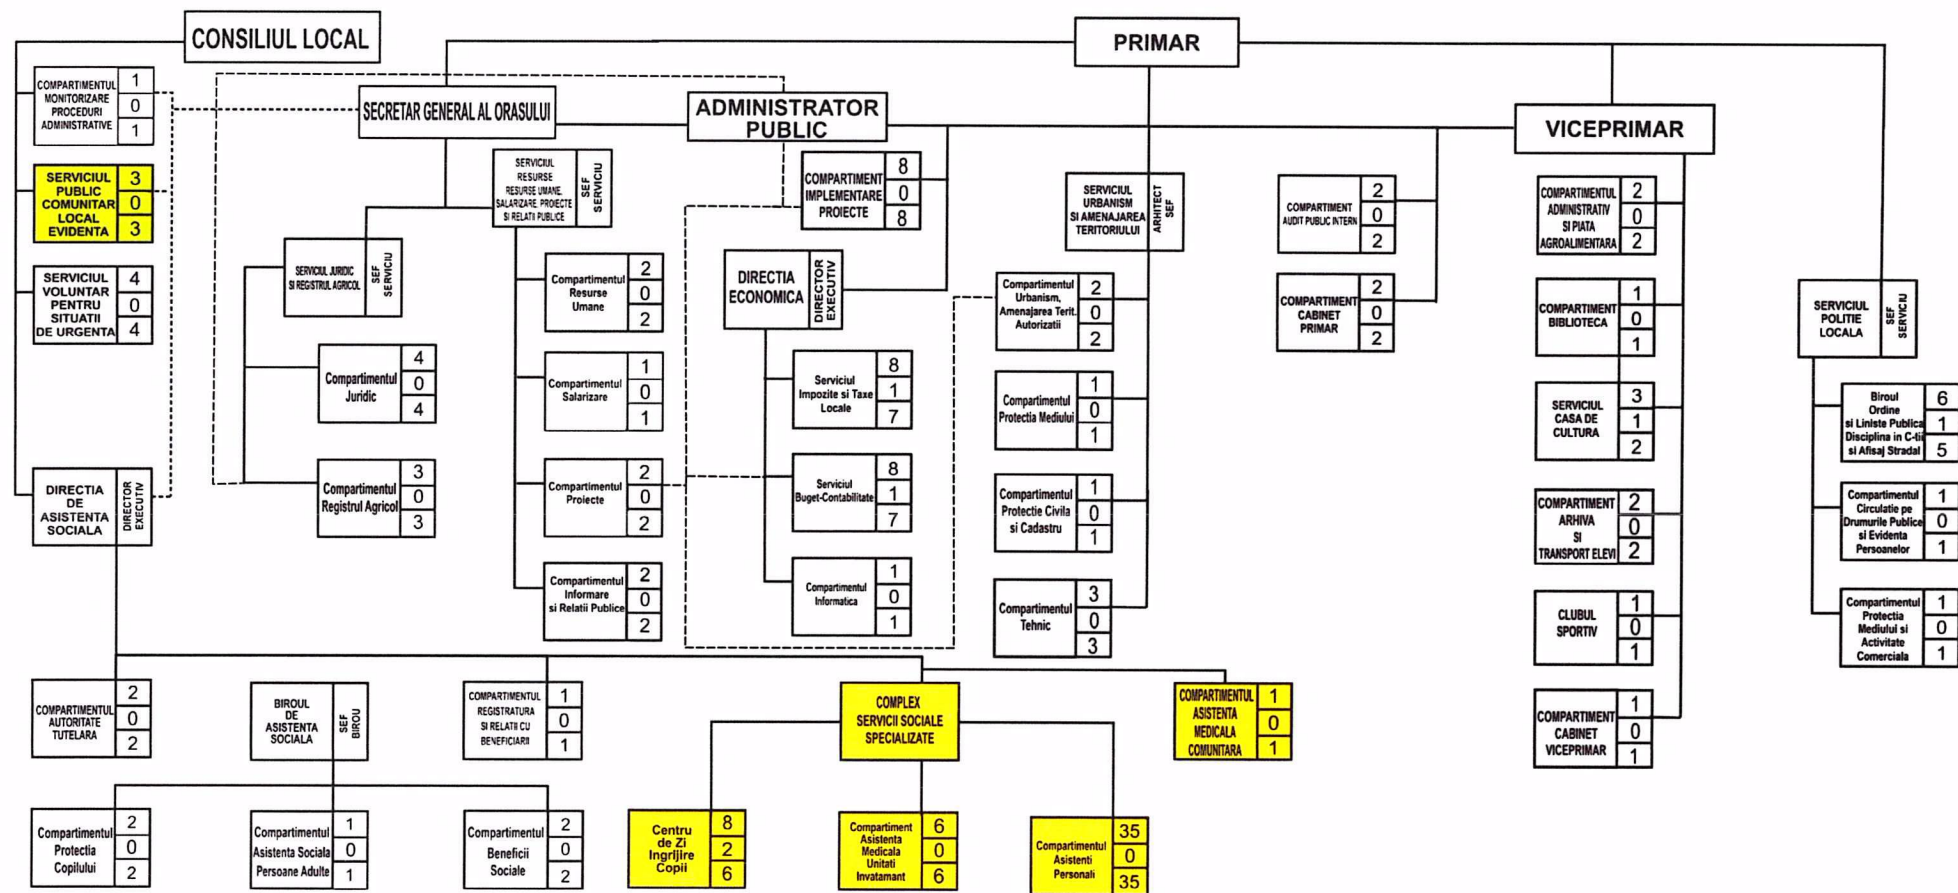 CONSILIUL LOCAL
PRIMAR
COMPARTIMENTUL
MONITORIZARE
PROCEDURI
ADMINISTRATIVE
1
0
1
SECRETAR GENERAL AL ORASULUI
ADMINISTRATOR
PUBLIC
VICEPRIMAR
SERVICIUL
PUBLIC
COMUNITAR
LOCAL
EVIDENTA
3
0
3
SERVICIUL
VOLUNTAR
PENTRU
SITUATII
DE URGENTA
4
0
4
DIRECTIA
DE
ASISTENTA
SOCIALA
DIRECTOR
EXECUTIV
SERVICIUL JURIDIC
SI REGISTRUL AGRICOL
SEF
SERVICIU
Compartimentul
Juridic
4
0
4
Compartimentul
Registrul Agricol
3
0
3
SERVICIUL
RESURSE
RESURSE UMANE,
SALARIZARE, PROIECTE
SI RELATII PUBLICE
SEF
SERVICIU
Compartimentul
Resurse
Umane
2
0
2
Compartimentul
Salarizare
1
0
1
Compartimentul
Proiecte
2
0
2
Compartimentul
Informare
si Relatii Publice
2
0
2
COMPARTIMENT
IMPLEMENTARE
PROIECTE
8
0
8
DIRECTIA
ECONOMICA
DIRECTOR
EXECUTIV
Serviciul
Impozite si Taxe
Locale
8
1
7
Serviciul
Buget-Contabilitate
8
1
7
Compartimentul
Informatica
1
0
1
SERVICIUL
URBANISM
SI AMENAJAREA
TERITORIULUI
ARHITECT
SEF
Compartimentul
Urbanism,
Amenajarea Terit.
Autorizatii
2
0
2
Compartimentul
Protectia Mediului
1
0
1
Compartimentul
Protectie Civila
si Cadastru
1
0
1
Compartimentul
Tehnic
3
0
3
COMPARTIMENT
AUDIT PUBLIC INTERN
2
0
2
COMPARTIMENT
CABINET
PRIMAR
2
0
2
COMPARTIMENTUL
ADMINISTRATIV
SI PIATA
AGROALIMENTARA
2
0
2
COMPARTIMENT
BIBLIOTECA
1
0
1
SERVICIUL
CASA DE
CULTURA
3
1
2
COMPARTIMENT
ARHIVA
SI
TRANSPORT ELEVI
2
0
2
CLUBUL
SPORTIV
1
0
1
COMPARTIMENT
CABINET
VICEPRIMAR
1
0
1
SERVICIUL
POLITIE
LOCALA
SEF
SERVICIU
Biroul
Ordine
si Liniste Publica
Disciplina in C-tii
si Afisaj Stradal
6
1
5
Compartimentul
Circulatie pe
Drumurile Publice
si Evidenta
Persoanelor
1
0
1
Compartimentul
Protectia
Mediului si
Activitate
Comerciala
1
0
1
COMPARTIMENTUL
AUTORITATE
TUTELARA
2
0
2
BIROUL
DE
ASISTENTA
SOCIALA
SEF
BIROU
COMPARTIMENTUL
REGISTRATURA
SI RELATII CU
BENEFICIARII
1
0
1
COMPLEX
SERVICII SOCIALE
SPECIALIZATE
COMPARTIMENTUL
ASISTENTA
MEDICALA
COMUNITARA
1
0
1
Compartimentul
Protectia
Copilului
2
0
2
Compartimentul
Asistenta Sociala
Persoane Adulte
1
0
1
Compartimentul
Beneficii
Sociale
2
0
2
Centru
de Zi
Ingrijire
Copii
8
2
6
Compartiment
Asistenta
Medicala
Unitati
Invatamant
6
0
6
Compartimentul
Asistenti
Personali
35
0
35